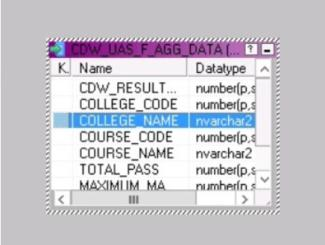 CDW_UAS_F_AGG_DATA (... ?
K. Name Datatype
CDW_RESULT... number(p,s
COLLEGE_CODE number(p,s
COLLEGE_NAME nvarchar2
COURSE_CODE number(p,s
COURSE_NAME nvarchar2
TOTAL_PASS number(p,s
MAXIMUM_MA... number(p,s